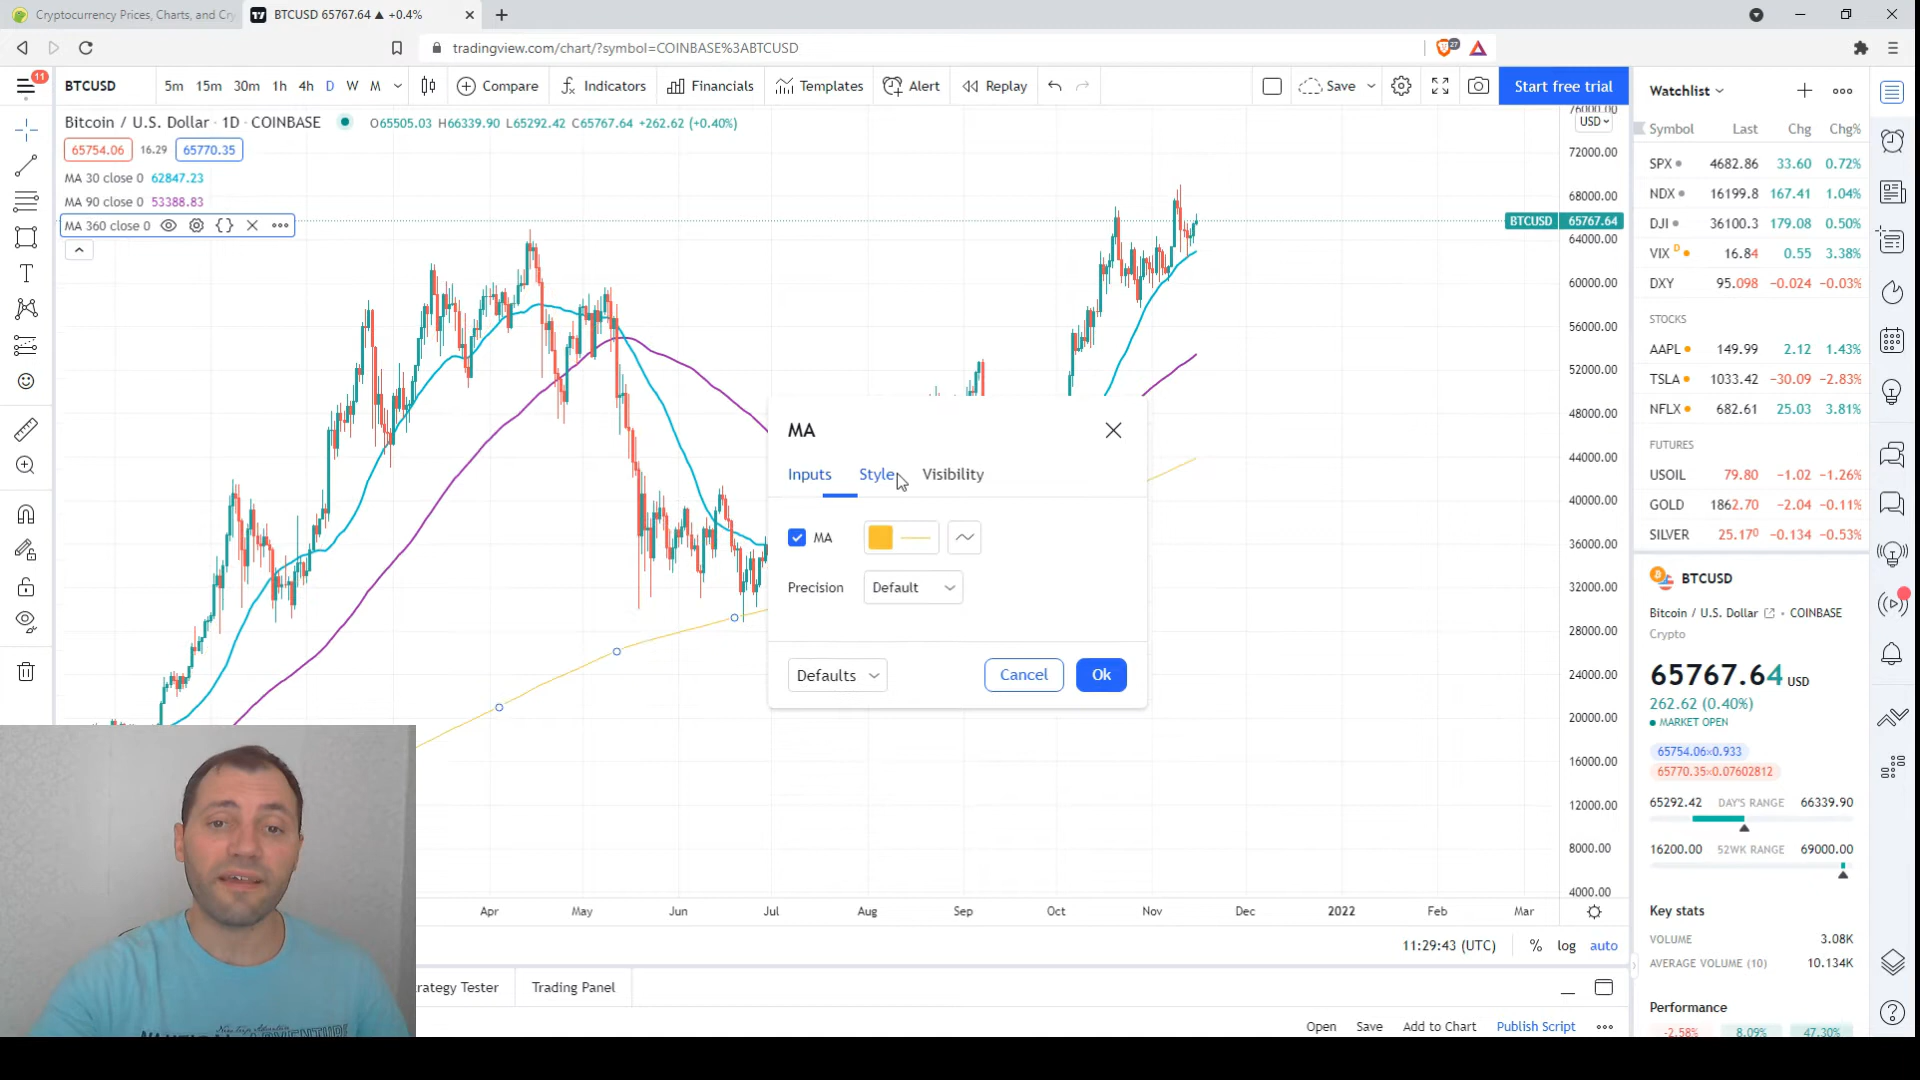 Cryptocurrency Prices, Charts, and Cry
BTCUSD 65767.64 ▲ +0.4%
tradingview.com/chart/?symbol=COINBASE%3ABTCUSD
27
11
BTCUSD
5m 15m 30m 1h 4h D W M
Compare
Indicators
Financials
Templates
Alert
Replay
Save
Start free trial
Bitcoin / U.S. Dollar · 1D · COINBASE
O65505.03 H66339.90 L65292.42 C65767.64 +262.62 (+0.40%)
65754.06 16.29 65770.35
MA 30 close 0 62847.23
MA 90 close 0 53388.83
MA 360 close 0
76000.00
USD
72000.00
68000.00
BTCUSD 65767.64
64000.00
60000.00
56000.00
52000.00
48000.00
44000.00
40000.00
36000.00
32000.00
28000.00
24000.00
20000.00
16000.00
12000.00
8000.00
4000.00
MA
Inputs Style Visibility
MA
Precision Default
Defaults Cancel Ok
Apr May Jun Jul Aug Sep Oct Nov Dec 2022 Feb Mar
11:29:43 (UTC) % log auto
trategy Tester Trading Panel
Open Save Add to Chart Publish Script
Watchlist
Symbol Last Chg Chg%
SPX 4682.86 33.60 0.72%
NDX 16199.8 167.41 1.04%
DJI 36100.3 179.08 0.50%
VIX D 16.84 0.55 3.38%
DXY 95.098 −0.024 −0.03%
STOCKS
AAPL 149.99 2.12 1.43%
TSLA 1033.42 −30.09 −2.83%
NFLX 682.61 25.03 3.81%
FUTURES
USOIL 79.80 −1.02 −1.26%
GOLD 1862.70 −2.04 −0.11%
SILVER 25.170 −0.134 −0.53%
BTCUSD
Bitcoin / U.S. Dollar · COINBASE
Crypto
65767.64 USD
262.62 (0.40%)
MARKET OPEN
65754.06×0.933
65770.35×0.07602812
65292.42 DAY'S RANGE 66339.90
16200.00 52WK RANGE 69000.00
Key stats
VOLUME 3.08K
AVERAGE VOLUME (10) 10.134K
Performance
-2.58% 8.09% 47.30%